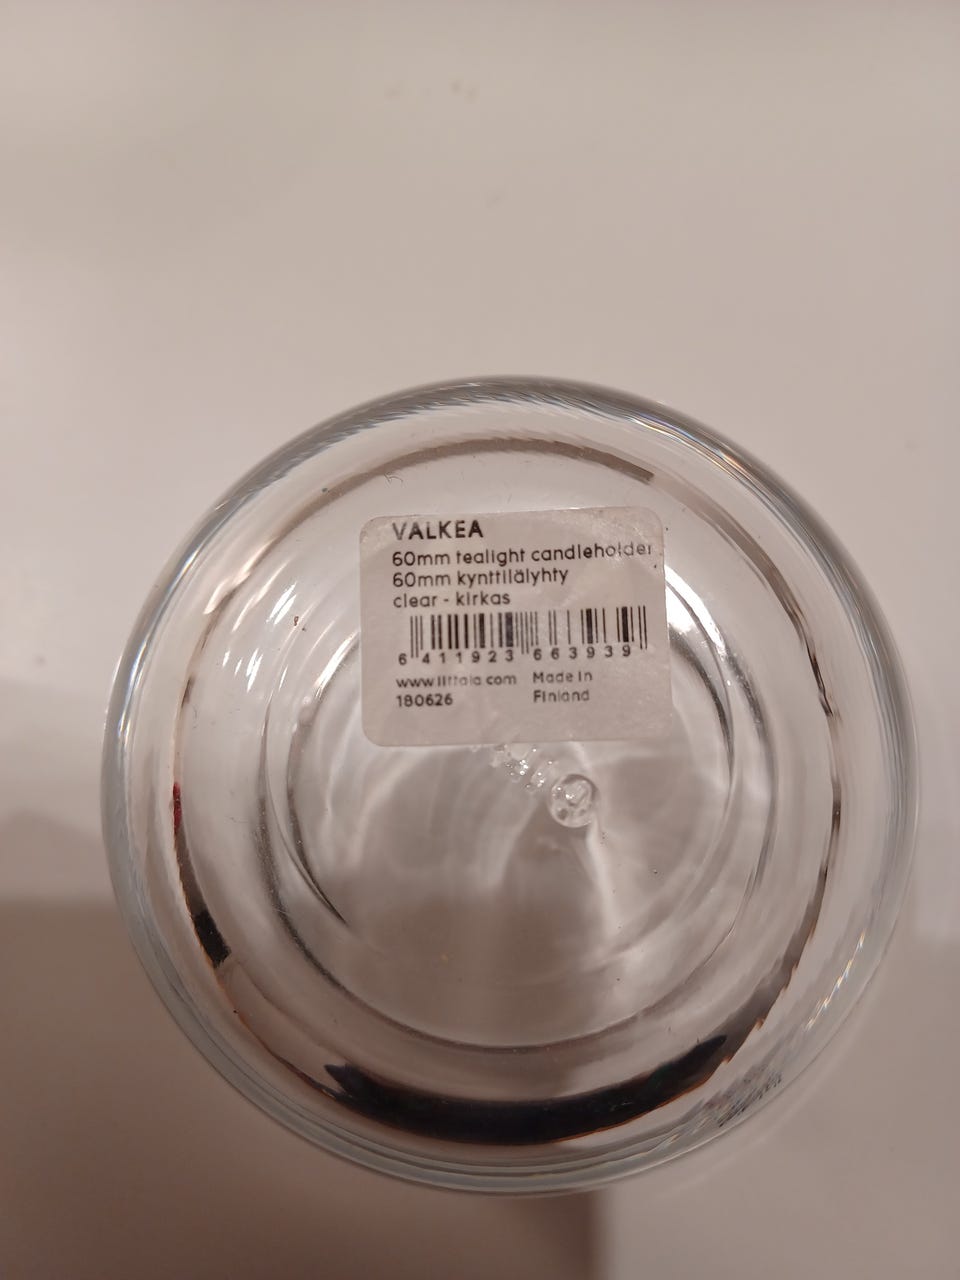 VALKEA
60mm tealight candleholder
60mm kynttilälyhty
clear - kirkas
6 411923 663939
www.iittala.com Made in
180626 Finland